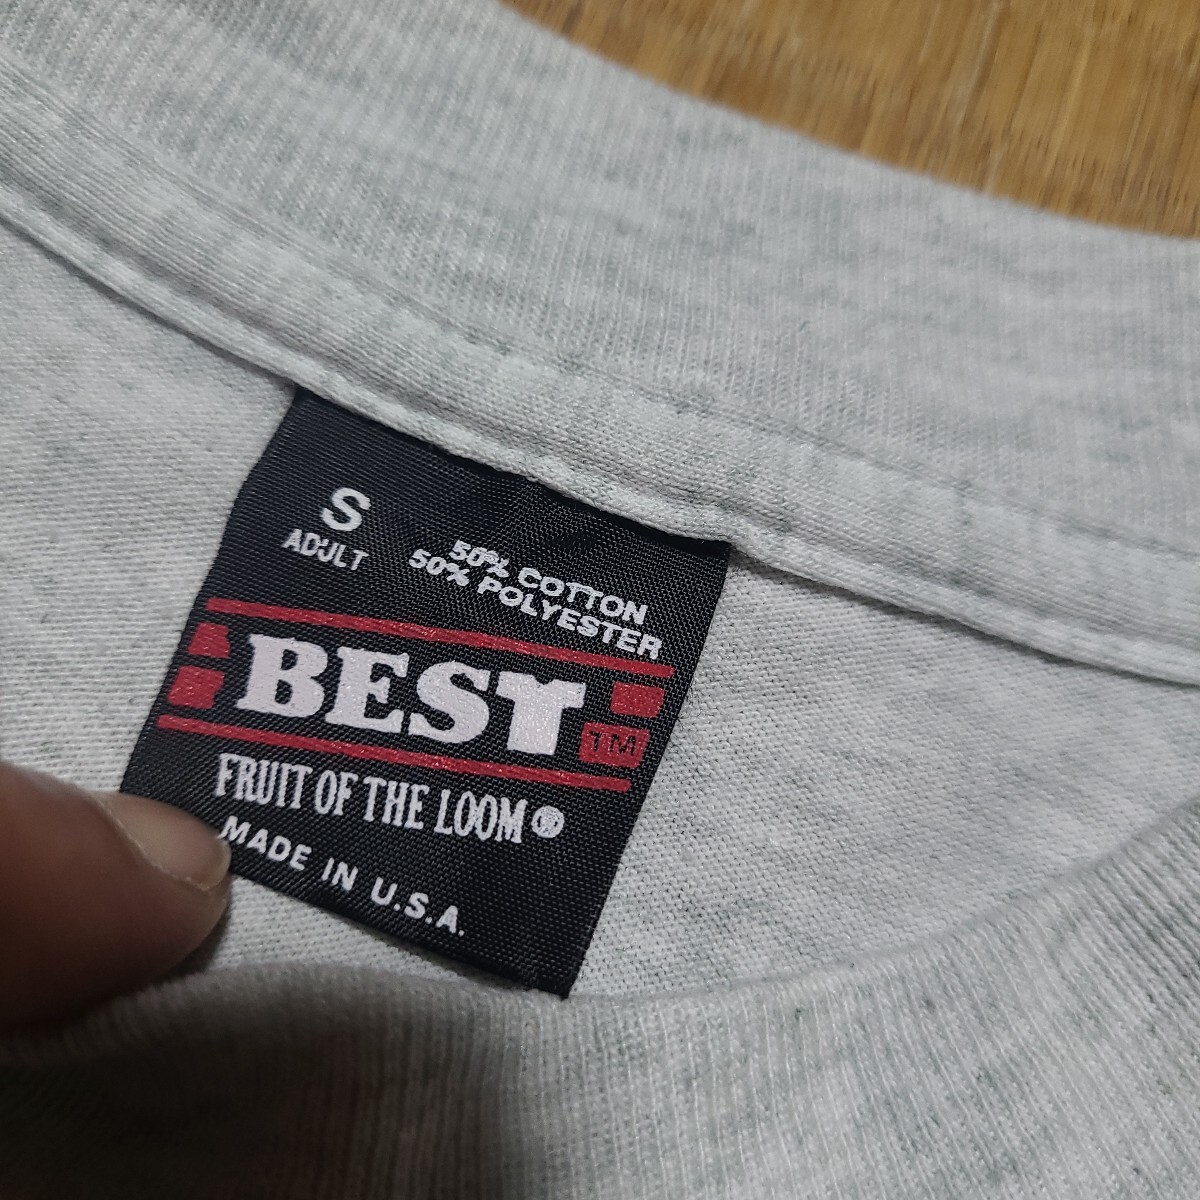 S
ADULT
50% COTTON
50% POLYESTER
BEST
TM
FRUIT OF THE LOOM®
MADE IN U.S.A.